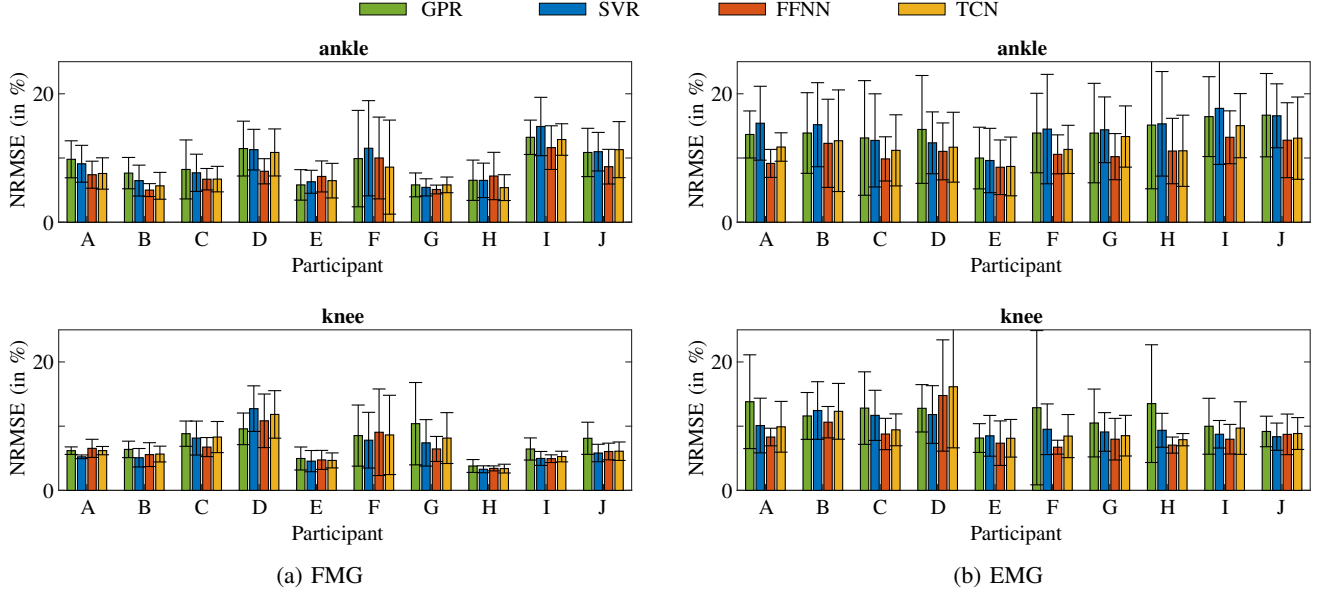 GPR SVR FFNN TCN
ankle
NRMSE (in %)
20
0
A B C D E F G H I J
Participant
knee
NRMSE (in %)
20
0
A B C D E F G H I J
Participant
(a) FMG
ankle
NRMSE (in %)
20
0
A B C D E F G H I J
Participant
knee
NRMSE (in %)
20
0
A B C D E F G H I J
Participant
(b) EMG